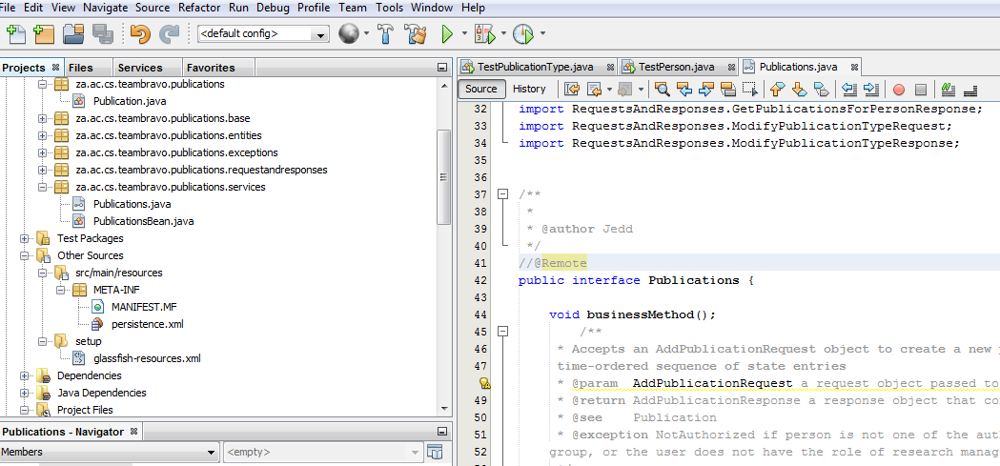 File Edit View Navigate Source Refactor Run Debug Profile Team Tools Window Help
<default config>
Projects Files Services Favorites
za.ac.cs.teambravo.publications
Publication.java
za.ac.cs.teambravo.publications.base
za.ac.cs.teambravo.publications.entities
za.ac.cs.teambravo.publications.exceptions
za.ac.cs.teambravo.publications.requestandresponses
za.ac.cs.teambravo.publications.services
Publications.java
PublicationsBean.java
Test Packages
Other Sources
src/main/resources
META-INF
MANIFEST.MF
persistence.xml
setup
glassfish-resources.xml
Dependencies
Java Dependencies
Project Files
Publications - Navigator
Members <empty>
TestPublicationType.java TestPerson.java Publications.java
Source History
32 import RequestsAndResponses.GetPublicationsForPersonResponse;
33 import RequestsAndResponses.ModifyPublicationTypeRequest;
34 import RequestsAndResponses.ModifyPublicationTypeResponse;
35
36
37 /**
38 *
39 * @author Jedd
40 */
41 //@Remote
42 public interface Publications {
43
44 void businessMethod();
45 /**
46 * Accepts an AddPublicationRequest object to create a new
47 time-ordered sequence of state entries
* @param AddPublicationRequest a request object passed to
49 * @return AddPublicationResponse a response object that
50 * @see Publication
51 * @exception NotAuthorized if person is not one of the
52 group, or the user does not have the role of research